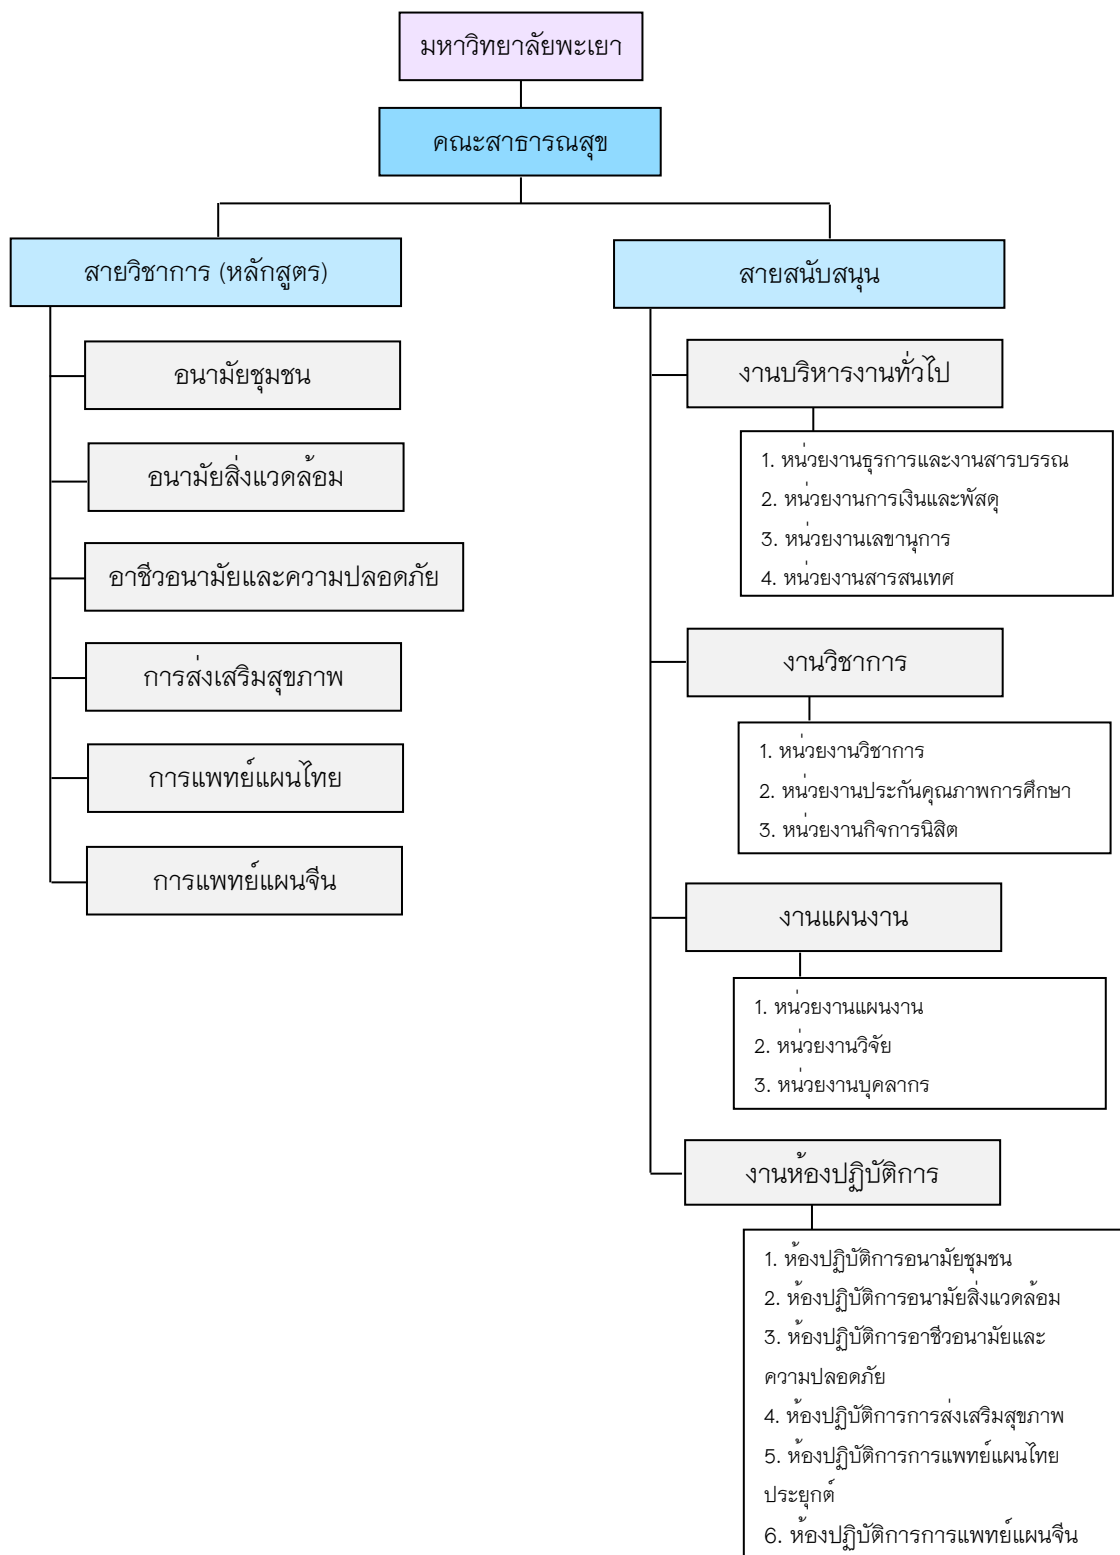 มหาวิทยาลัยพะเยา
คณะสาธารณสุข
สายวิชาการ (หลักสูตร)
อนามัยชุมชน
อนามัยสิ่งแวดล้อม
อาชีวอนามัยและความปลอดภัย
การส่งเสริมสุขภาพ
การแพทย์แผนไทย
การแพทย์แผนจีน
สายสนับสนุน
งานบริหารงานทั่วไป
1. หน่วยงานธุรการและงานสารบรรณ
2. หน่วยงานการเงินและพัสดุ
3. หน่วยงานเลขานุการ
4. หน่วยงานสารสนเทศ
งานวิชาการ
1. หน่วยงานวิชาการ
2. หน่วยงานประกันคุณภาพการศึกษา
3. หน่วยงานกิจการนิสิต
งานแผนงาน
1. หน่วยงานแผนงาน
2. หน่วยงานวิจัย
3. หน่วยงานบุคลากร
งานห้องปฏิบัติการ
1. ห้องปฏิบัติการอนามัยชุมชน
2. ห้องปฏิบัติการอนามัยสิ่งแวดล้อม
3. ห้องปฏิบัติการอาชีวอนามัยและ
ความปลอดภัย
4. ห้องปฏิบัติการการส่งเสริมสุขภาพ
5. ห้องปฏิบัติการการแพทย์แผนไทย
ประยุกต์
6. ห้องปฏิบัติการการแพทย์แผนจีน